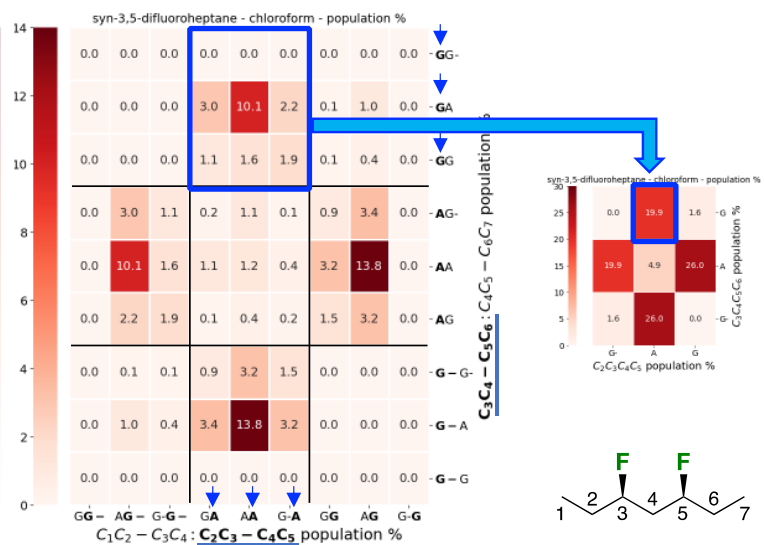 syn-3,5-difluoroheptane - chloroform - population %
14
12
10
8
6
4
2
0
0.0 0.0 0.0 0.0 0.0 0.0 0.0 0.0 0.0 GG-
0.0 0.0 0.0 3.0 10.1 2.2 0.1 1.0 0.0 GA
0.0 0.0 0.0 1.1 1.6 1.9 0.1 0.4 0.0 GG
0.0 3.0 1.1 0.2 1.1 0.1 0.9 3.4 0.0 AG-
0.0 10.1 1.6 1.1 1.2 0.4 3.2 13.8 0.0 AA
0.0 2.2 1.9 0.1 0.4 0.2 1.5 3.2 0.0 AG
0.0 0.1 0.1 0.9 3.2 1.5 0.0 0.0 0.0 G-G-
0.0 1.0 0.4 3.4 13.8 3.2 0.0 0.0 0.0 G-A
0.0 0.0 0.0 0.0 0.0 0.0 0.0 0.0 0.0 G-G
GG- AG- G-G- GA AA G-A GG AG G-G
C₁C₂ - C₃C₄ : C₂C₃ - C₄C₅ population %
C₃C₄ - C₅C₆ : C₄C₅ - C₆C₇ population %
syn-3,5-difluoroheptane - chloroform - population %
30
25
20
15
10
5
0
0.0 19.9 1.6 G
19.9 4.9 26.0 A
1.6 26.0 0.0 G-
G- A G
C₂C₃C₄C₅ population %
C₃C₄C₅C₆ population %
F F
1 2 3 4 5 6 7